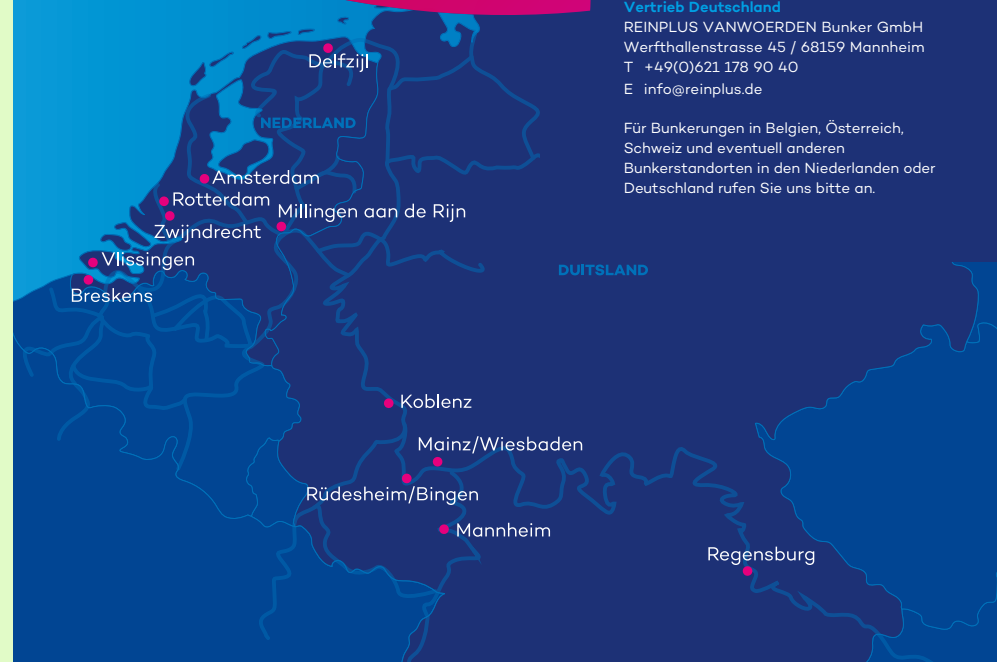 Vertrieb Deutschland
REINPLUS VANWOERDEN Bunker GmbH
Werfthallenstrasse 45 / 68159 Mannheim
T +49(0)621 178 90 40
E info@reinplus.de
Für Bunkerungen in Belgien, Österreich,
Schweiz und eventuell anderen
Bunkerstandorten in den Niederlanden oder
Deutschland rufen Sie uns bitte an.
Delfzijl
NEDERLAND
Amsterdam
Rotterdam
Millingen aan de Rijn
Zwijndrecht
Vlissingen
DUITSLAND
Breskens
Koblenz
Mainz/Wiesbaden
Rüdesheim/Bingen
Mannheim
Regensburg